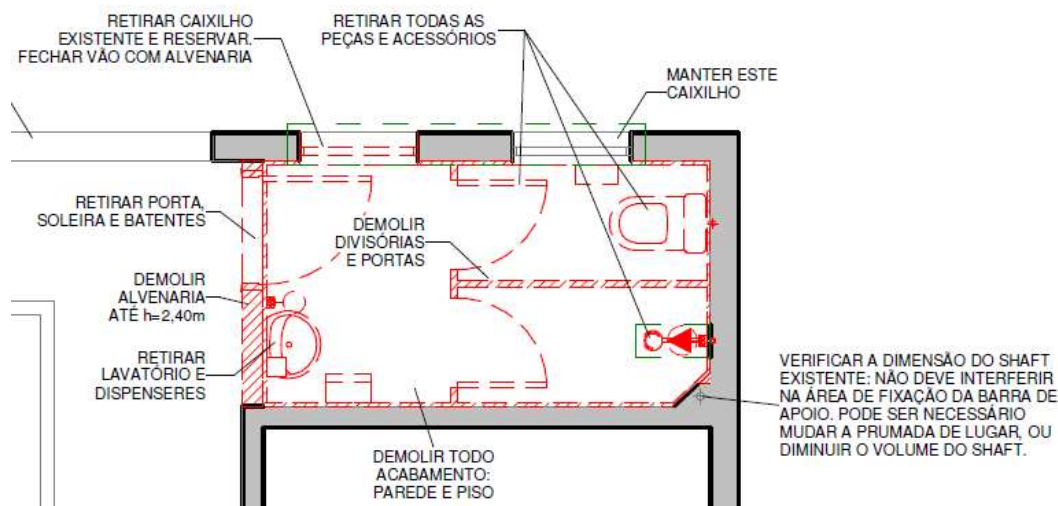 RETIRAR CAIXILHO
EXISTENTE E RESERVAR.
FECHAR VÃO COM ALVENARIA
RETIRAR TODAS AS
PEÇAS E ACESSÓRIOS
MANTER ESTE
CAIXILHO
RETIRAR PORTA,
SOLEIRA E BATENTES
DEMOLIR
DIVISÓRIAS
E PORTAS
DEMOLIR
ALVENARIA
ATÉ h=2,40m
RETIRAR
LAVATÓRIO E
DISPENSERES
VERIFICAR A DIMENSÃO DO SHAFT
EXISTENTE: NÃO DEVE INTERFERIR
NA ÁREA DE FIXAÇÃO DA BARRA DE
APOIO. PODE SER NECESSÁRIO
MUDAR A PRUMADA DE LUGAR, OU
DIMINUIR O VOLUME DO SHAFT.
DEMOLIR TODO
ACABAMENTO:
PAREDE E PISO